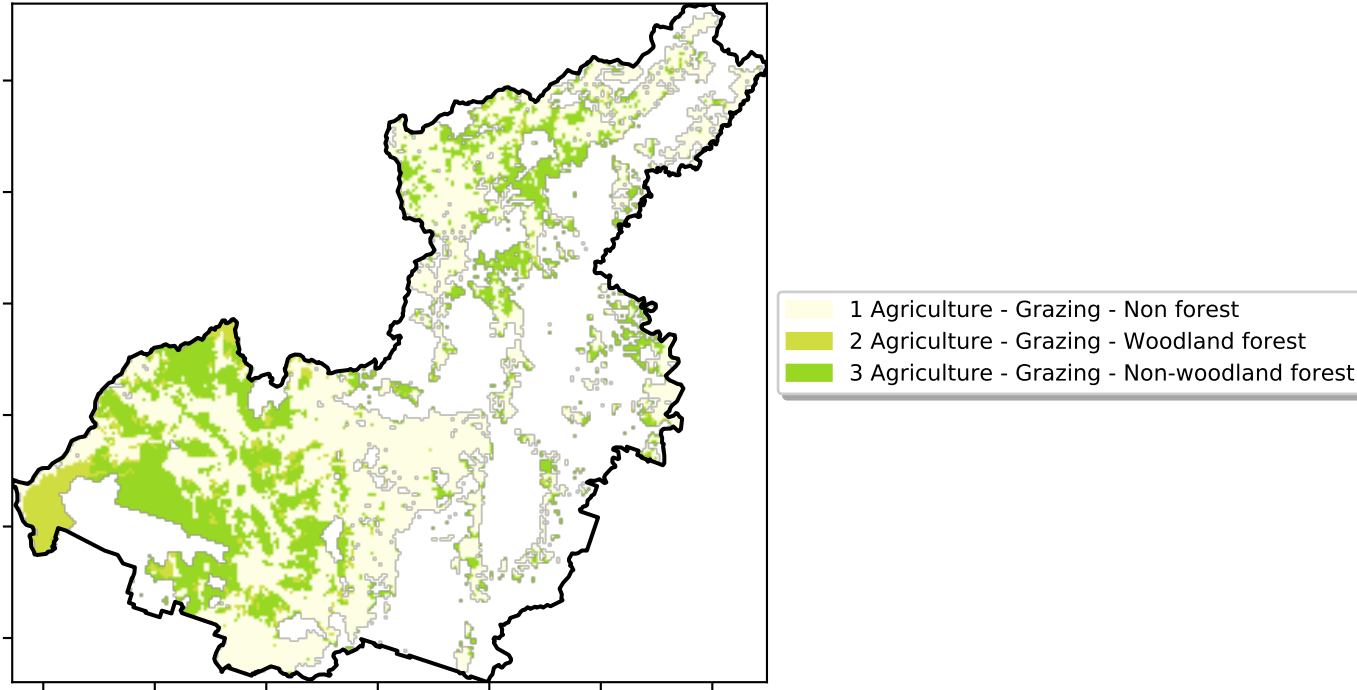 1 Agriculture - Grazing - Non forest
2 Agriculture - Grazing - Woodland forest
3 Agriculture - Grazing - Non-woodland forest